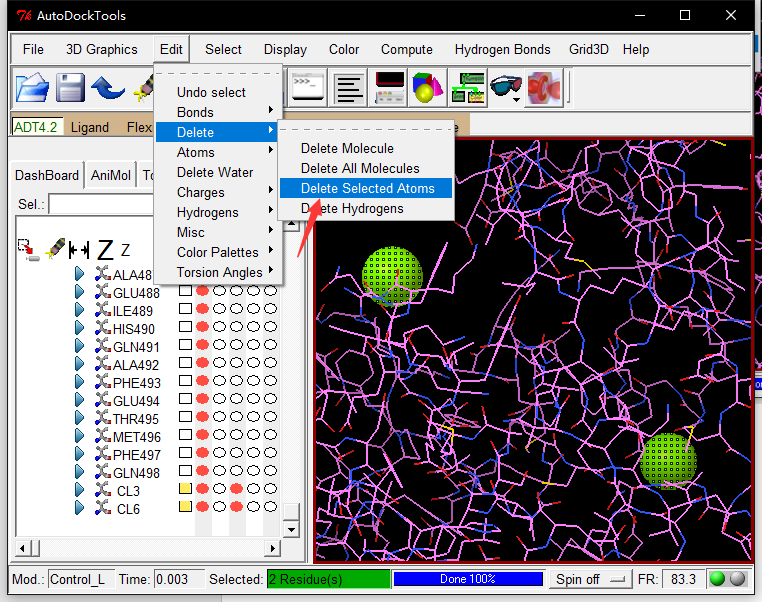 AutoDockTools
File 3D Graphics Edit Select Display Color Compute Hydrogen Bonds Grid3D Help
ADT4.2 Ligand Flex
Undo select
Bonds
Delete
Atoms
Delete Water
Charges
Hydrogens
Misc
Color Palettes
Torsion Angles
Delete Molecule
Delete All Molecules
Delete Selected Atoms
Delete Hydrogens
DashBoard AniMol
Sel.:
Z Z
GLU488
ILE489
HIS490
GLN491
ALA492
PHE493
GLU494
THR495
MET496
PHE497
GLN498
CL3
CL6
Mod.: Control_L Time: 0.003 Selected: 2 Residue(s) Done 100% Spin off FR: 83.3